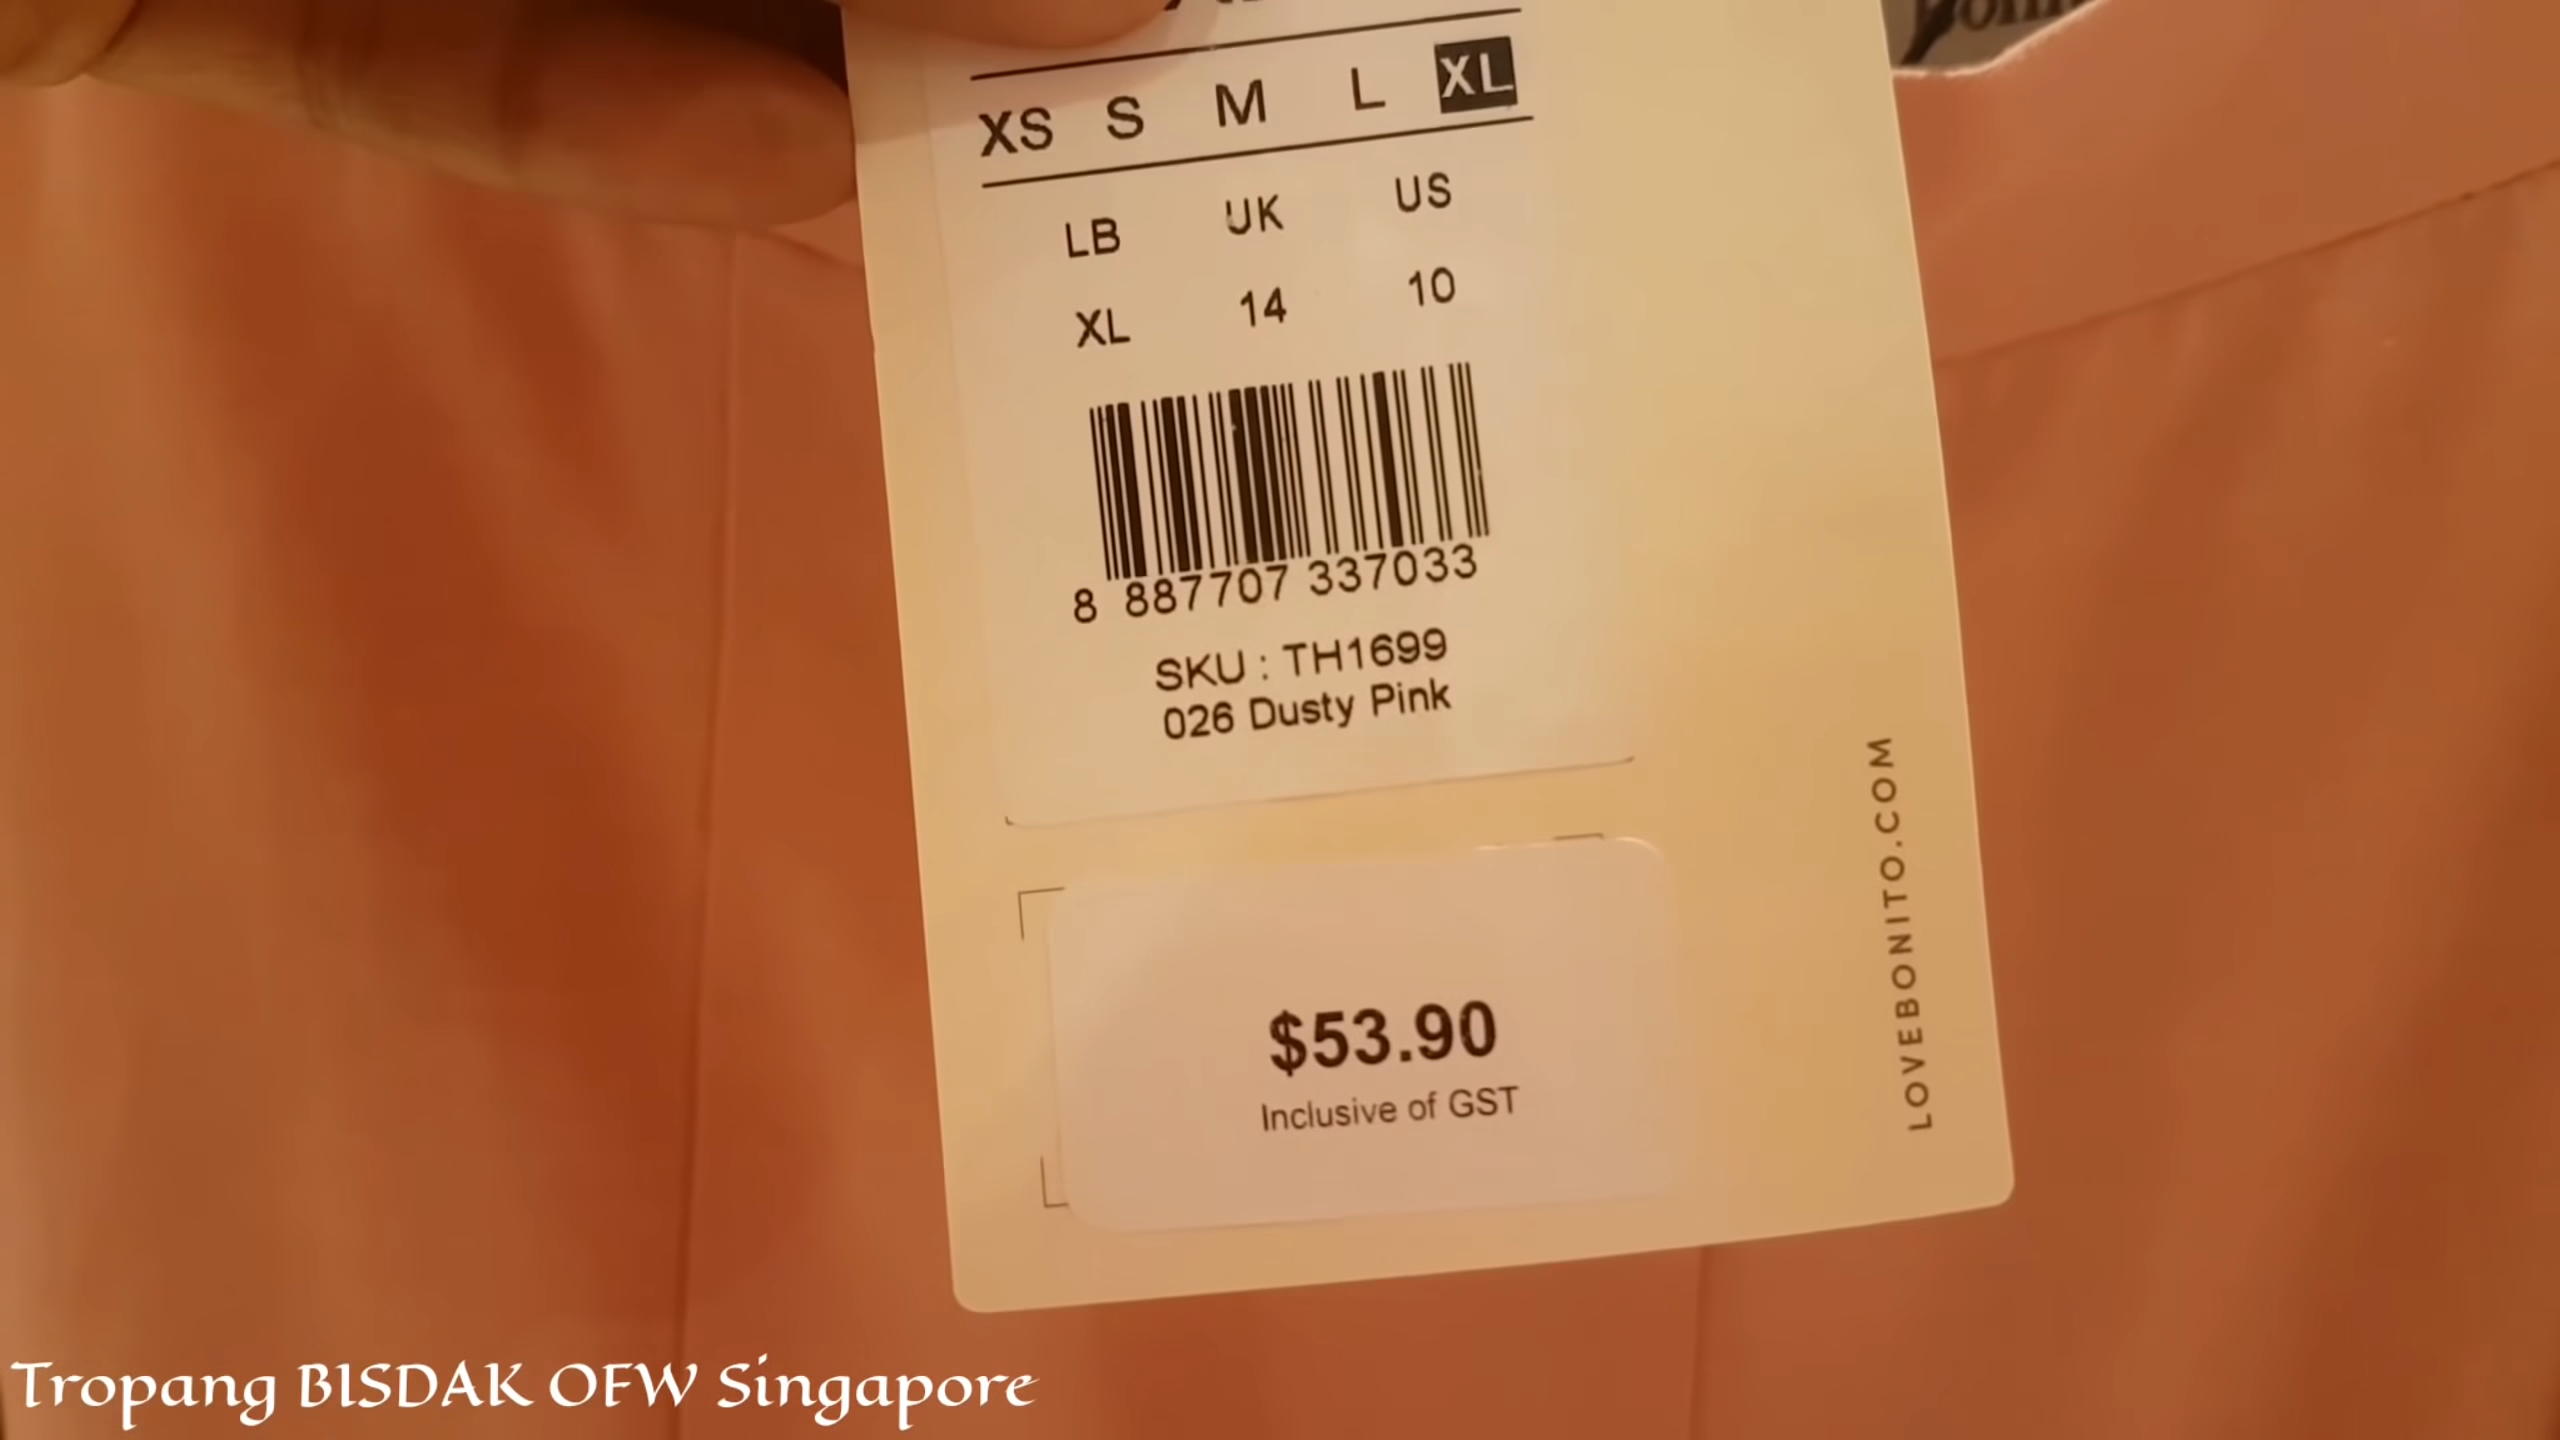 XS S M L XL
LB UK US
XL 14 10
8 887707 337033
SKU : TH1699
026 Dusty Pink
$53.90
Inclusive of GST
LOVEBONITO.COM
Tropang BISDAK OFW Singapore